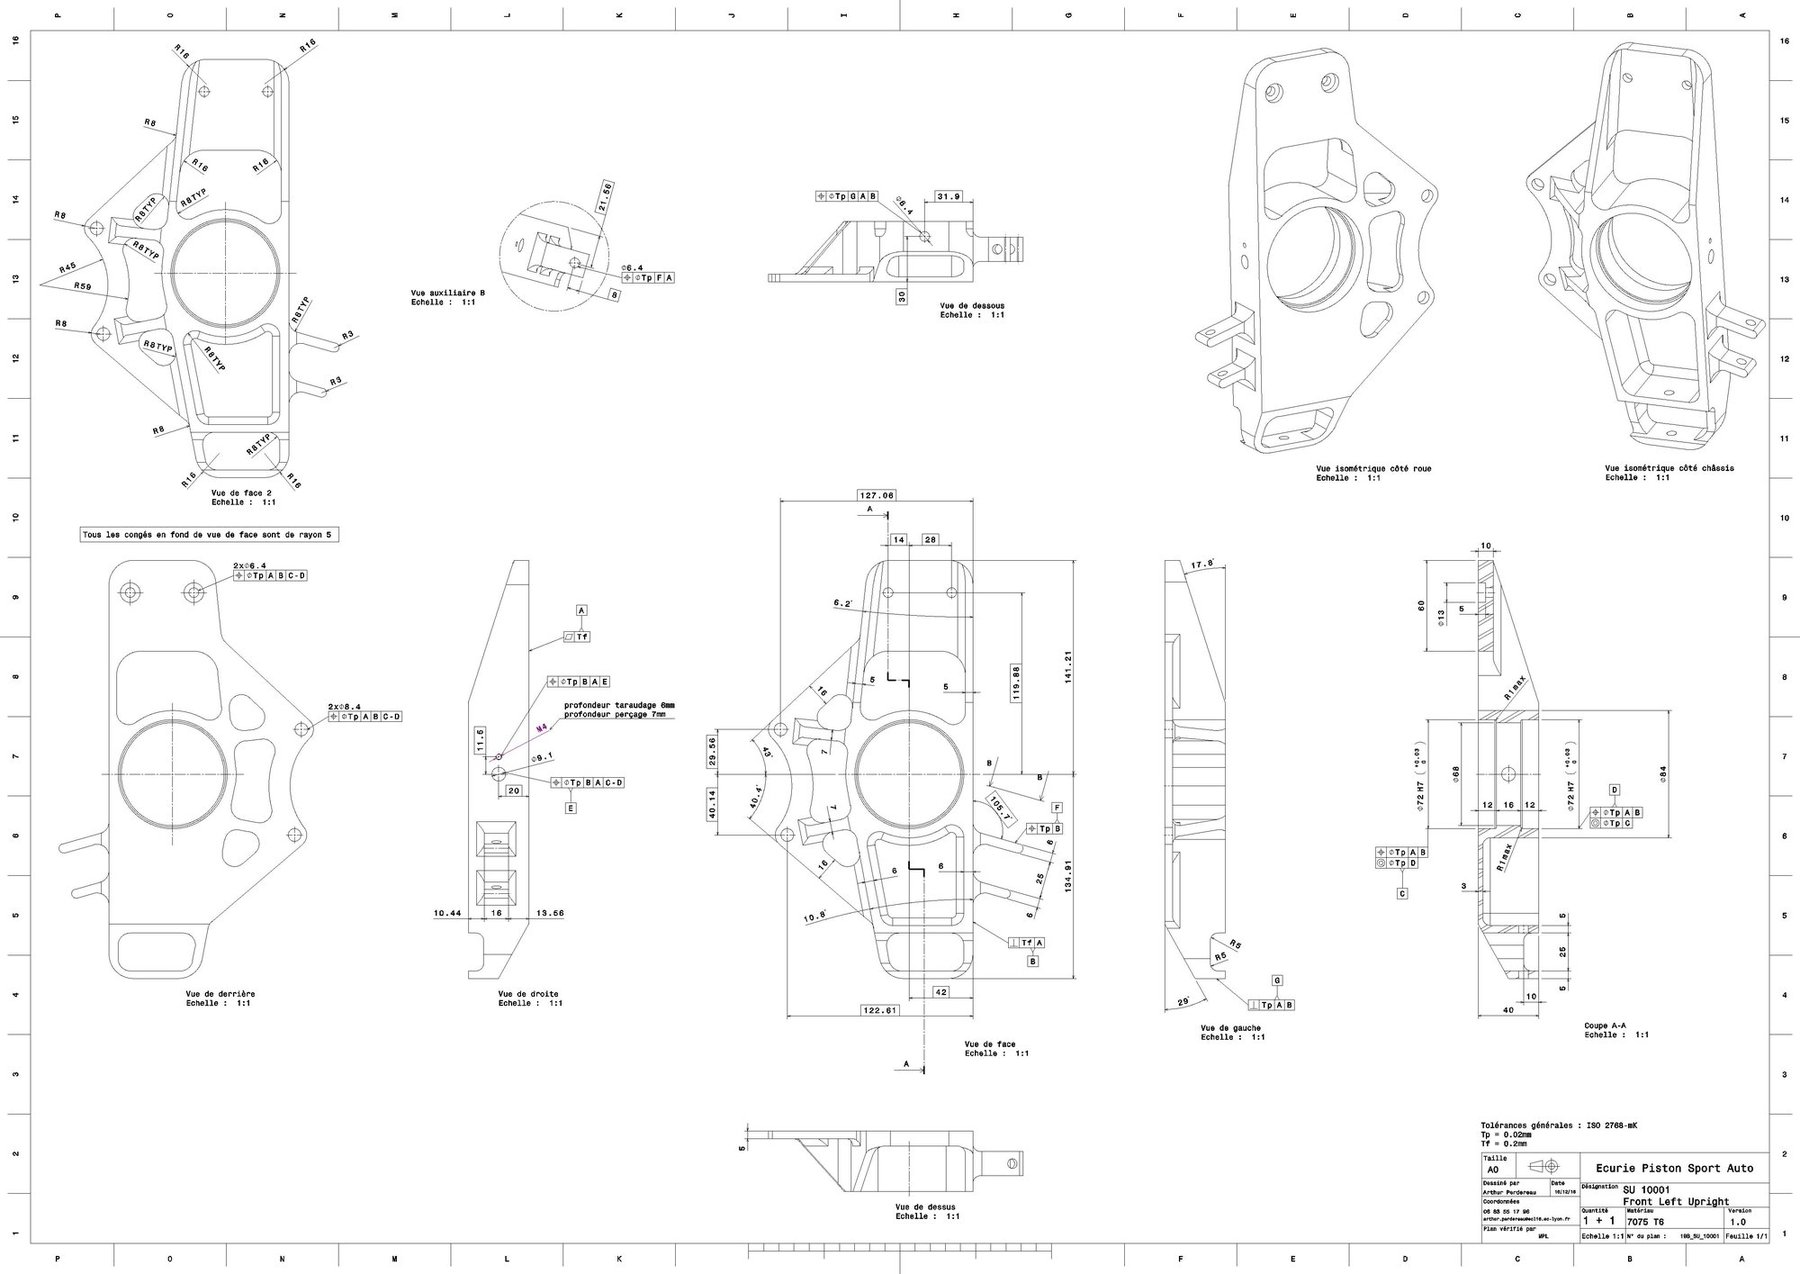 P O N M L K J I H G F E D C B A
16
15
14
13
12
11
10
9
8
7
6
5
4
3
2
1
R16
R16
R8
R16
R16
R8TYP
R8TYP
R8
R8TYP
R45
R59
R8
R8TYP
R8TYP
R8TYP
R3
R3
R8
R8TYP
R16
R16
Vue de face 2
Echelle : 1:1
21.56
∅6.4
⌖ ∅Tp F A
8
Vue auxiliaire B
Echelle : 1:1
⌖ ∅Tp G A B
∅6.4
31.9
30
Vue de dessous
Echelle : 1:1
Vue isométrique côté roue
Echelle : 1:1
Vue isométrique côté châssis
Echelle : 1:1
Tous les congés en fond de vue de face sont de rayon 5
2x∅6.4
⌖ ∅Tp A B C-D
2x∅8.4
⌖ ∅Tp A B C-D
Vue de derrière
Echelle : 1:1
A
Tf
⌖ ∅Tp B A E
profondeur taraudage 6mm
profondeur perçage 7mm
M4
11.5
∅9.1
⌖ ∅Tp B A C-D
E
20
10.44
16
13.56
Vue de droite
Echelle : 1:1
127.06
A
14
28
6.2°
119.88
141.21
5
5
16
7
29.56
43°
40.4°
40.14
7
16
B
B
105.7°
F
⌖ Tp B
6
25
6
134.91
6
6
10.8°
⊥ Tf A
B
42
122.61
A
Vue de face
Echelle : 1:1
17.8°
R5
R5
29°
G
⊥ Tp A B
Vue de gauche
Echelle : 1:1
10
60
∅13
5
R1max
∅72 H7 ( +0.03 0 )
∅68
12
16
12
∅72 H7 ( +0.03 0 )
∅84
D
⌖ ∅Tp A B
◎ ∅Tp C
⌖ ∅Tp A B
◎ ∅Tp D
C
R1max
3
5
25
5
10
40
Coupe A-A
Echelle : 1:1
5
Vue de dessus
Echelle : 1:1
Tolérances générales : ISO 2768-mK
Tp = 0.02mm
Tf = 0.2mm
Taille
A0
Ecurie Piston Sport Auto
Dessiné par
Arthur Perdereau
Date
16/12/16
Désignation
SU 10001
Front Left Upright
Coordonnées
06 83 55 17 96
arthur.perdereau@ecl16.ec-lyon.fr
Quantité
1 + 1
Matériau
7075 T6
Version
1.0
Plan vérifié par
MPL
Echelle 1:1
N° du plan : 19B_SU_10001
Feuille 1/1
P O N M L K J I H G F E D C B A